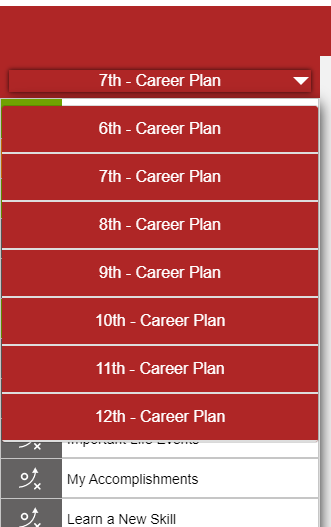 7th - Career Plan
6th - Career Plan
7th - Career Plan
8th - Career Plan
9th - Career Plan
10th - Career Plan
11th - Career Plan
12th - Career Plan
Important Life Events
My Accomplishments
Learn a New Skill